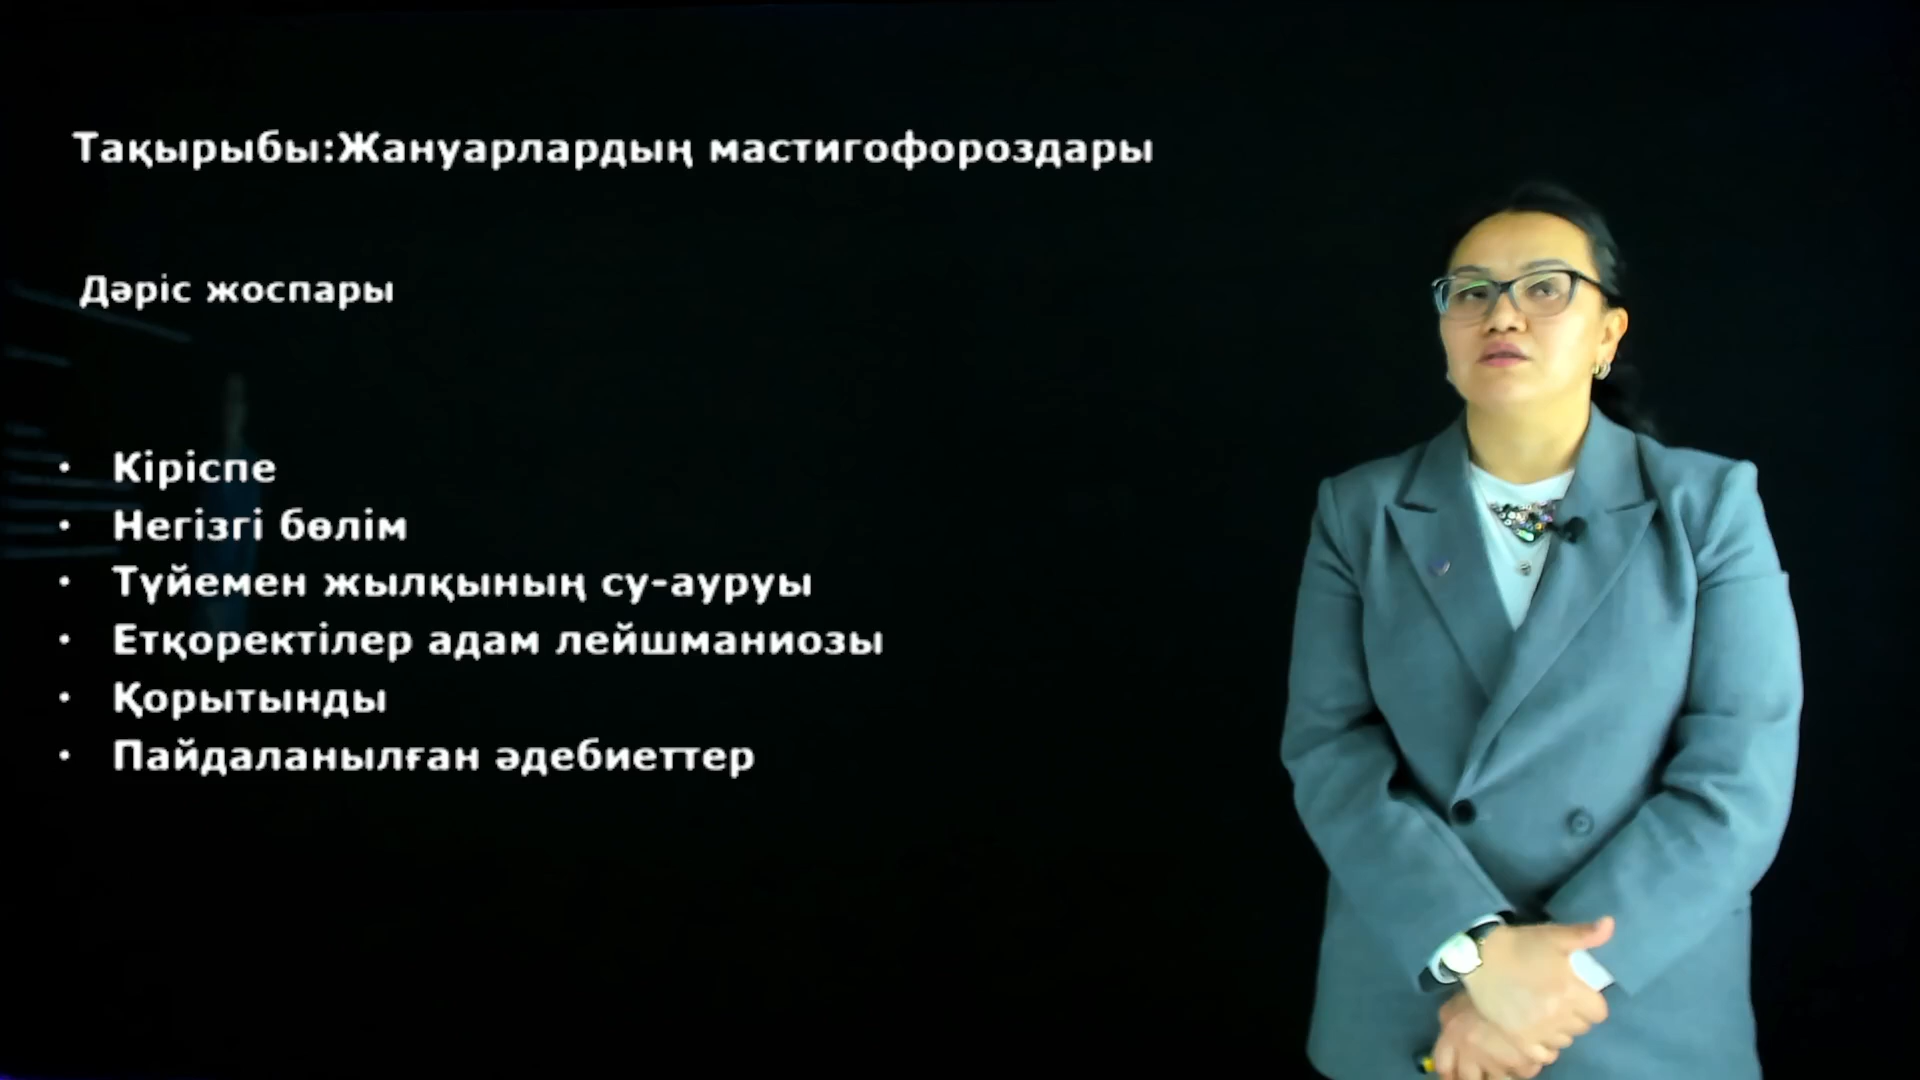 Тақырыбы:Жануарлардың мастигофороздары
Дәріс жоспары
• Кіріспе
• Негізгі бөлім
• Түйемен жылқының су-ауруы
• Етқоректілер адам лейшманиозы
• Қорытынды
• Пайдаланылған әдебиеттер